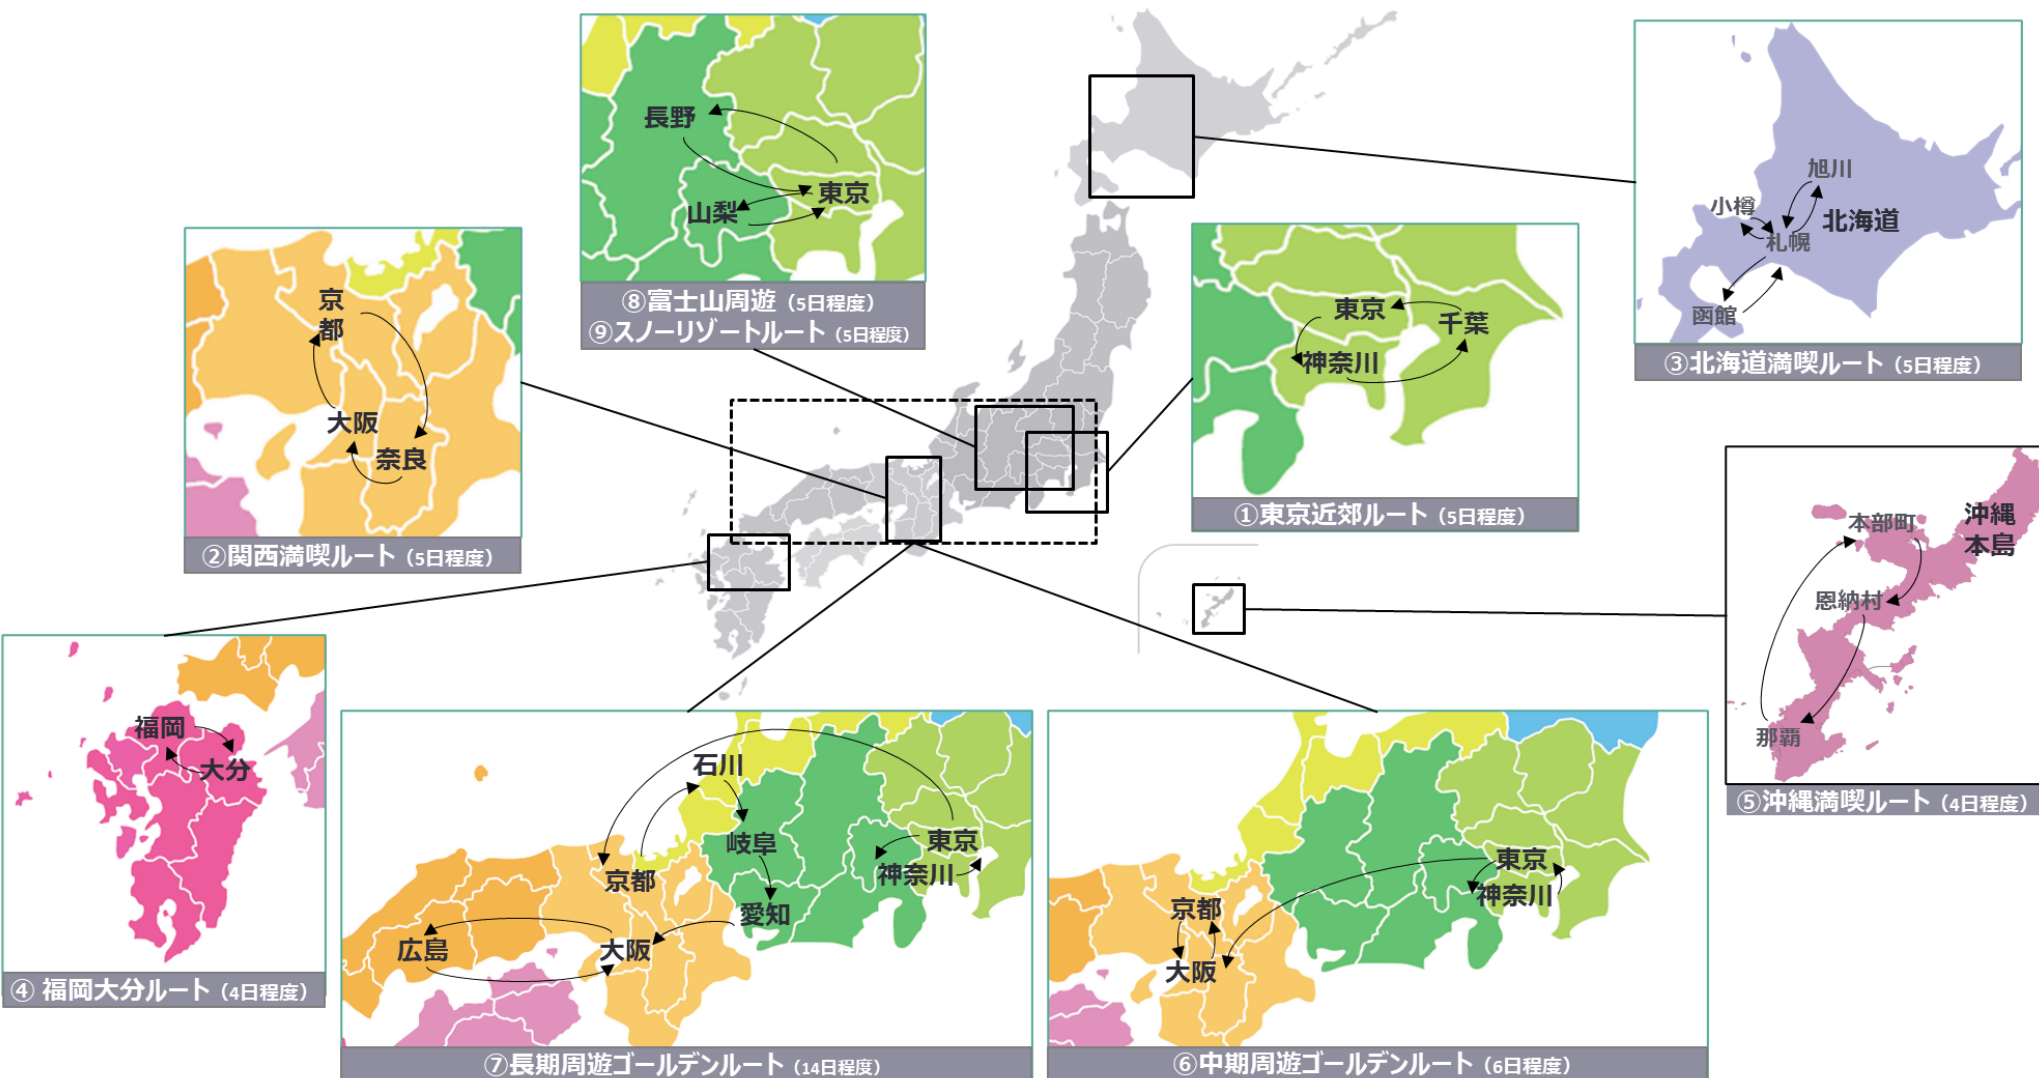 長野
東京
山梨
⑧富士山周遊（5日程度）
⑨スノーリゾートルート（5日程度）
旭川
小樽
北海道
札幌
函館
③北海道満喫ルート（5日程度）
京
都
大阪
奈良
②関西満喫ルート（5日程度）
東京
千葉
神奈川
①東京近郊ルート（5日程度）
本部町
沖縄
本島
恩納村
那覇
⑤沖縄満喫ルート（4日程度）
福岡
大分
④ 福岡大分ルート（4日程度）
石川
岐阜
東京
京都
神奈川
愛知
広島
大阪
⑦長期周遊ゴールデンルート（14日程度）
東京
神奈川
京都
大阪
⑥中期周遊ゴールデンルート（6日程度）